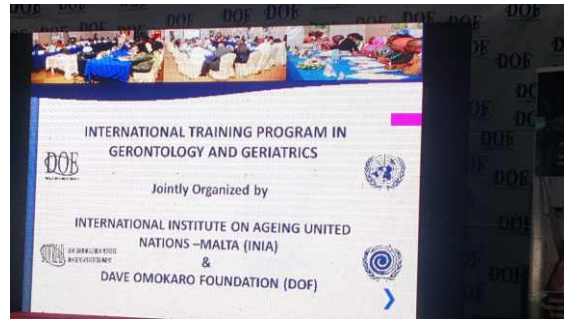 INTERNATIONAL TRAINING PROGRAM IN
GERONTOLOGY AND GERIATRICS
DOF
Jointly Organized by
INTERNATIONAL INSTITUTE ON AGEING UNITED
NATIONS –MALTA (INIA)
&
DAVE OMOKARO FOUNDATION (DOF)
DOF
DOF
DOF
DOF
DOF
DOF